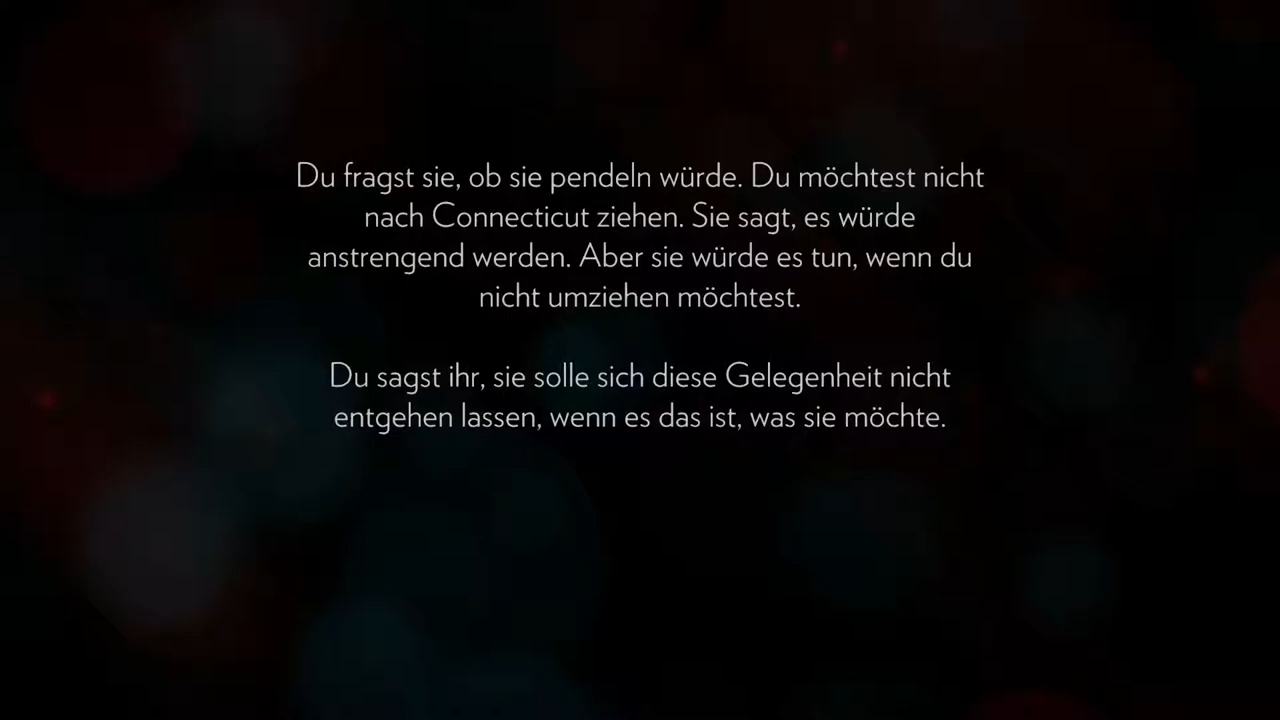 Du fragst sie, ob sie pendeln würde. Du möchtest nicht
nach Connecticut ziehen. Sie sagt, es würde
anstrengend werden. Aber sie würde es tun, wenn du
nicht umziehen möchtest.
Du sagst ihr, sie solle sich diese Gelegenheit nicht
entgehen lassen, wenn es das ist, was sie möchte.